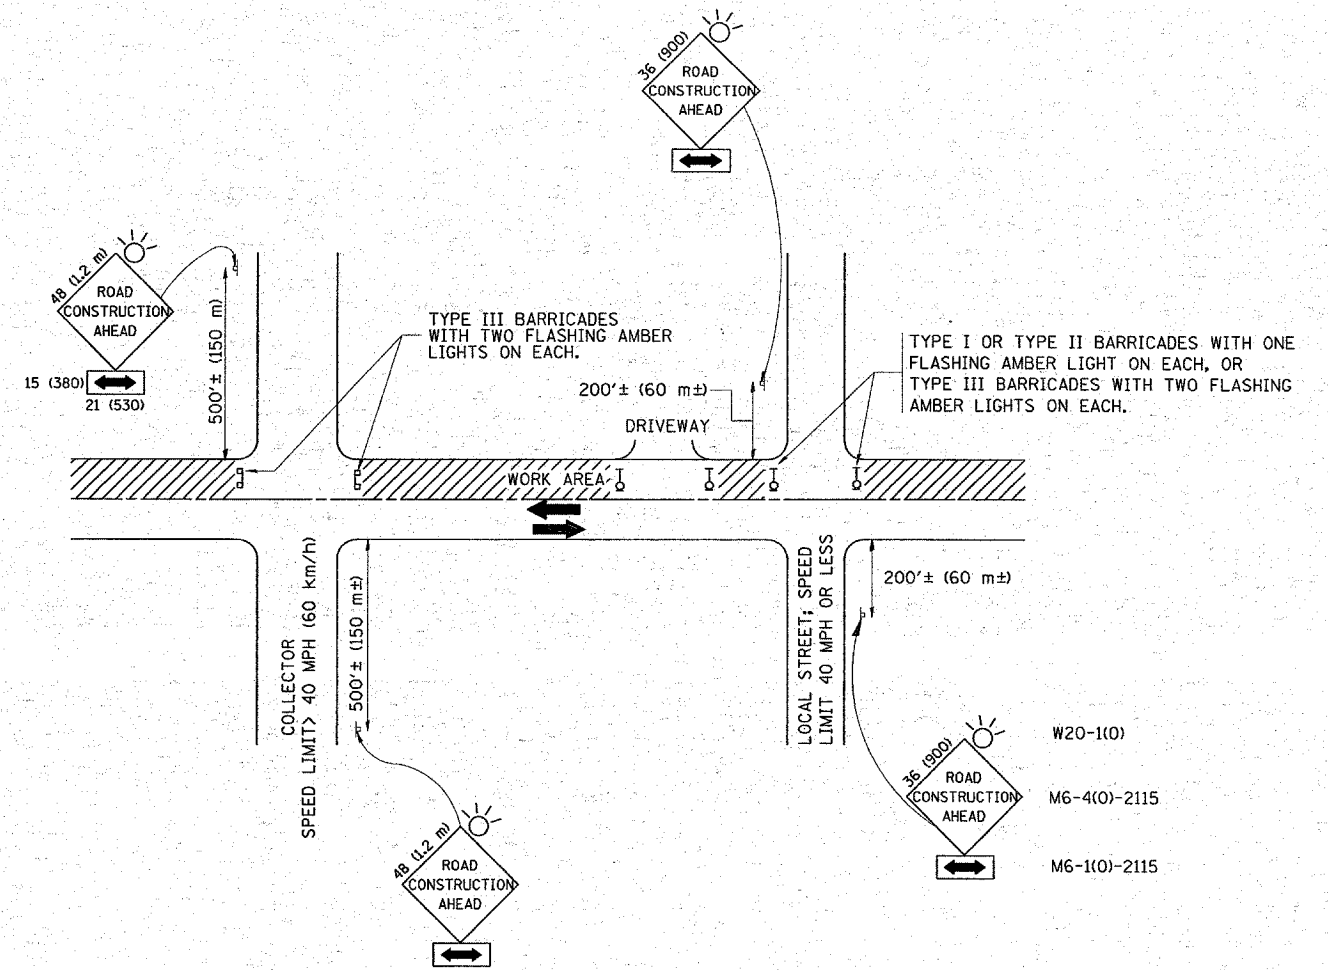 36 (900)
ROAD
CONSTRUCTION
AHEAD
48 (1.2 m)
ROAD
CONSTRUCTION
AHEAD
15 (380)
21 (530)
500'± (150 m)
TYPE III BARRICADES
WITH TWO FLASHING AMBER
LIGHTS ON EACH.
200'± (60 m±)
DRIVEWAY
TYPE I OR TYPE II BARRICADES WITH ONE
FLASHING AMBER LIGHT ON EACH, OR
TYPE III BARRICADES WITH TWO FLASHING
AMBER LIGHTS ON EACH.
WORK AREA
COLLECTOR
SPEED LIMIT> 40 MPH (60 km/h)
500'± (150 m±)
LOCAL STREET; SPEED
LIMIT 40 MPH OR LESS
200'± (60 m±)
48 (1.2 m)
ROAD
CONSTRUCTION
AHEAD
36 (900)
ROAD
CONSTRUCTION
AHEAD
W20-1(0)
M6-4(0)-2115
M6-1(0)-2115